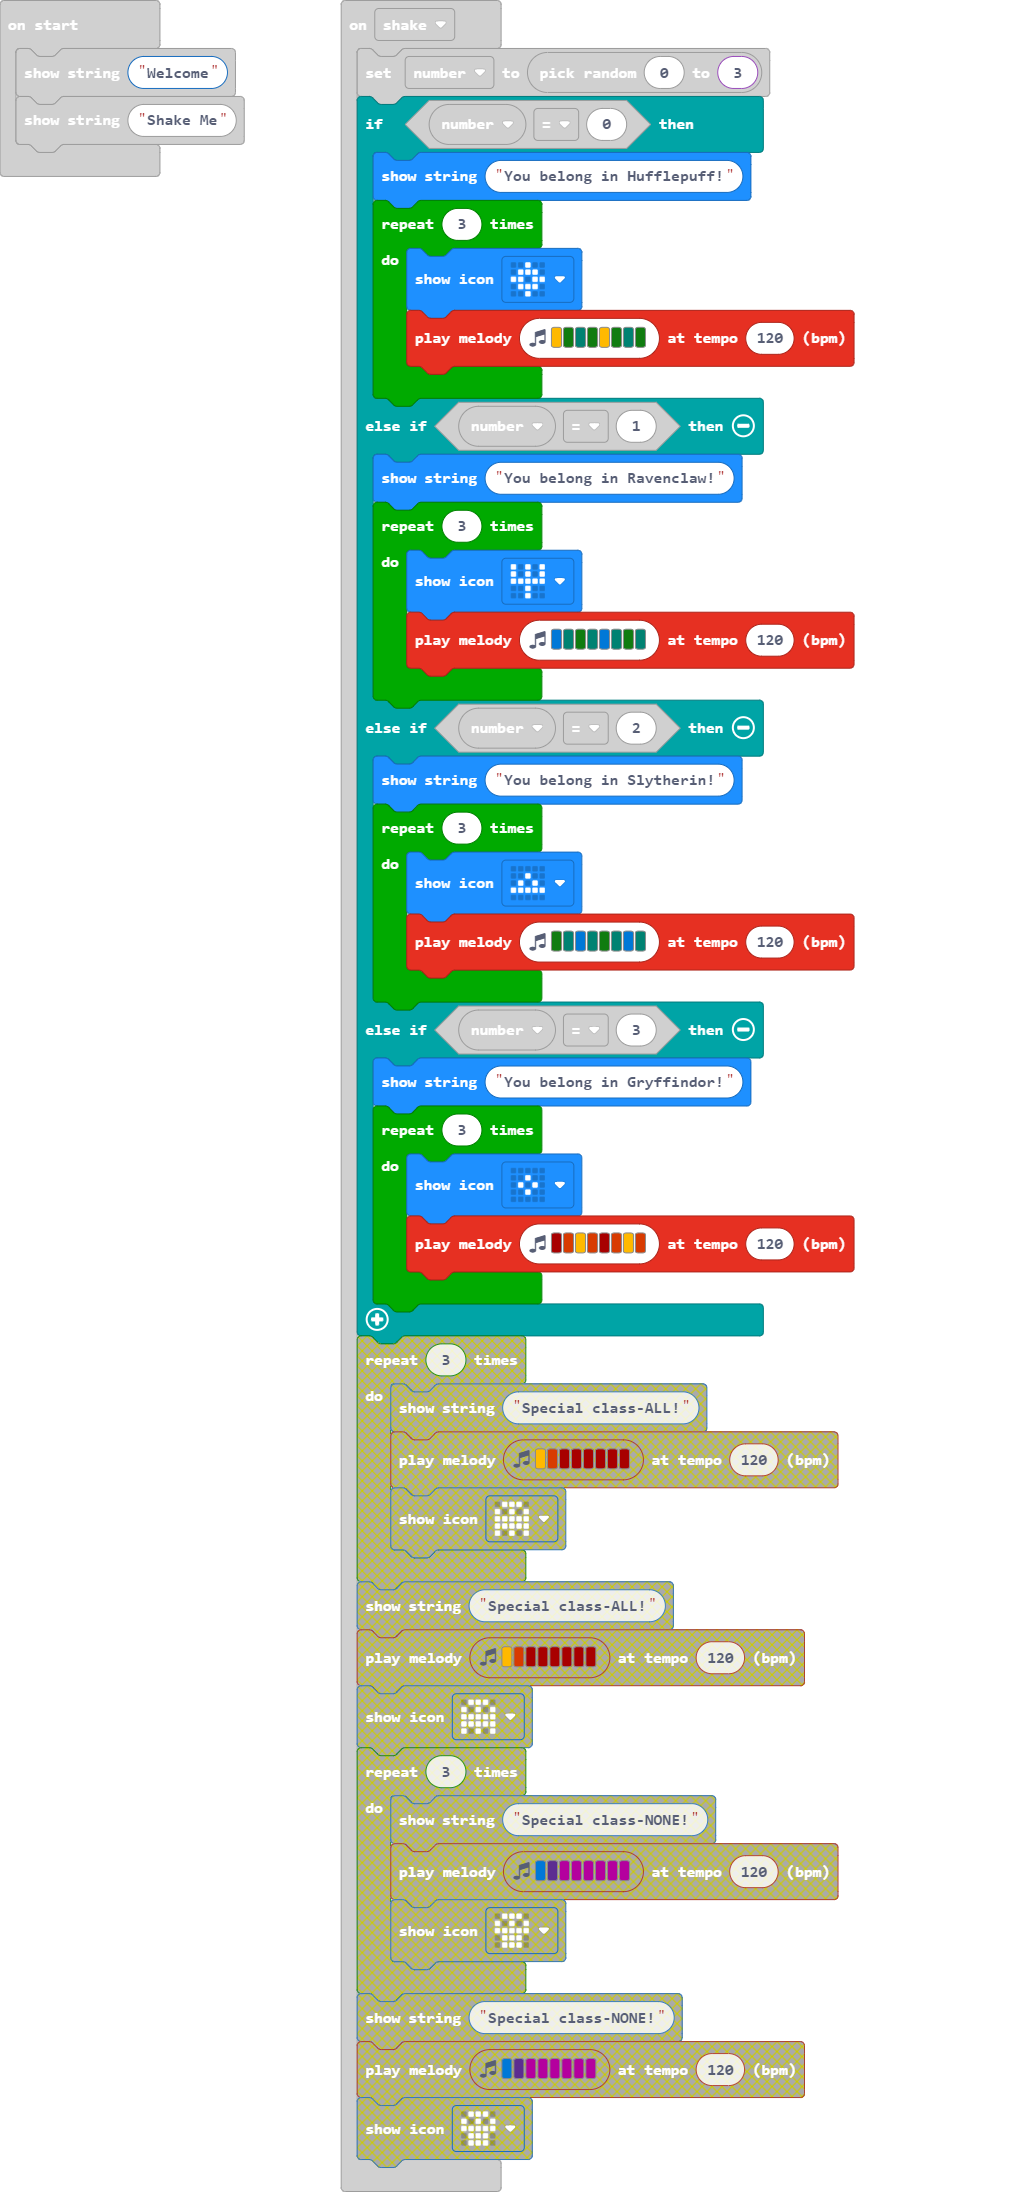 on start
show string "Welcome"
show string "Shake Me"
on shake
set number to pick random 0 to 3
if number = 0 then
show string "You belong in Hufflepuff!"
repeat 3 times
do
show icon
play melody at tempo 120 (bpm)
else if number = 1 then
show string "You belong in Ravenclaw!"
repeat 3 times
do
show icon
play melody at tempo 120 (bpm)
else if number = 2 then
show string "You belong in Slytherin!"
repeat 3 times
do
show icon
play melody at tempo 120 (bpm)
else if number = 3 then
show string "You belong in Gryffindor!"
repeat 3 times
do
show icon
play melody at tempo 120 (bpm)
repeat 3 times
do
show string "Special class-ALL!"
play melody at tempo 120 (bpm)
show icon
show string "Special class-ALL!"
play melody at tempo 120 (bpm)
show icon
repeat 3 times
do
show string "Special class-NONE!"
play melody at tempo 120 (bpm)
show icon
show string "Special class-NONE!"
play melody at tempo 120 (bpm)
show icon